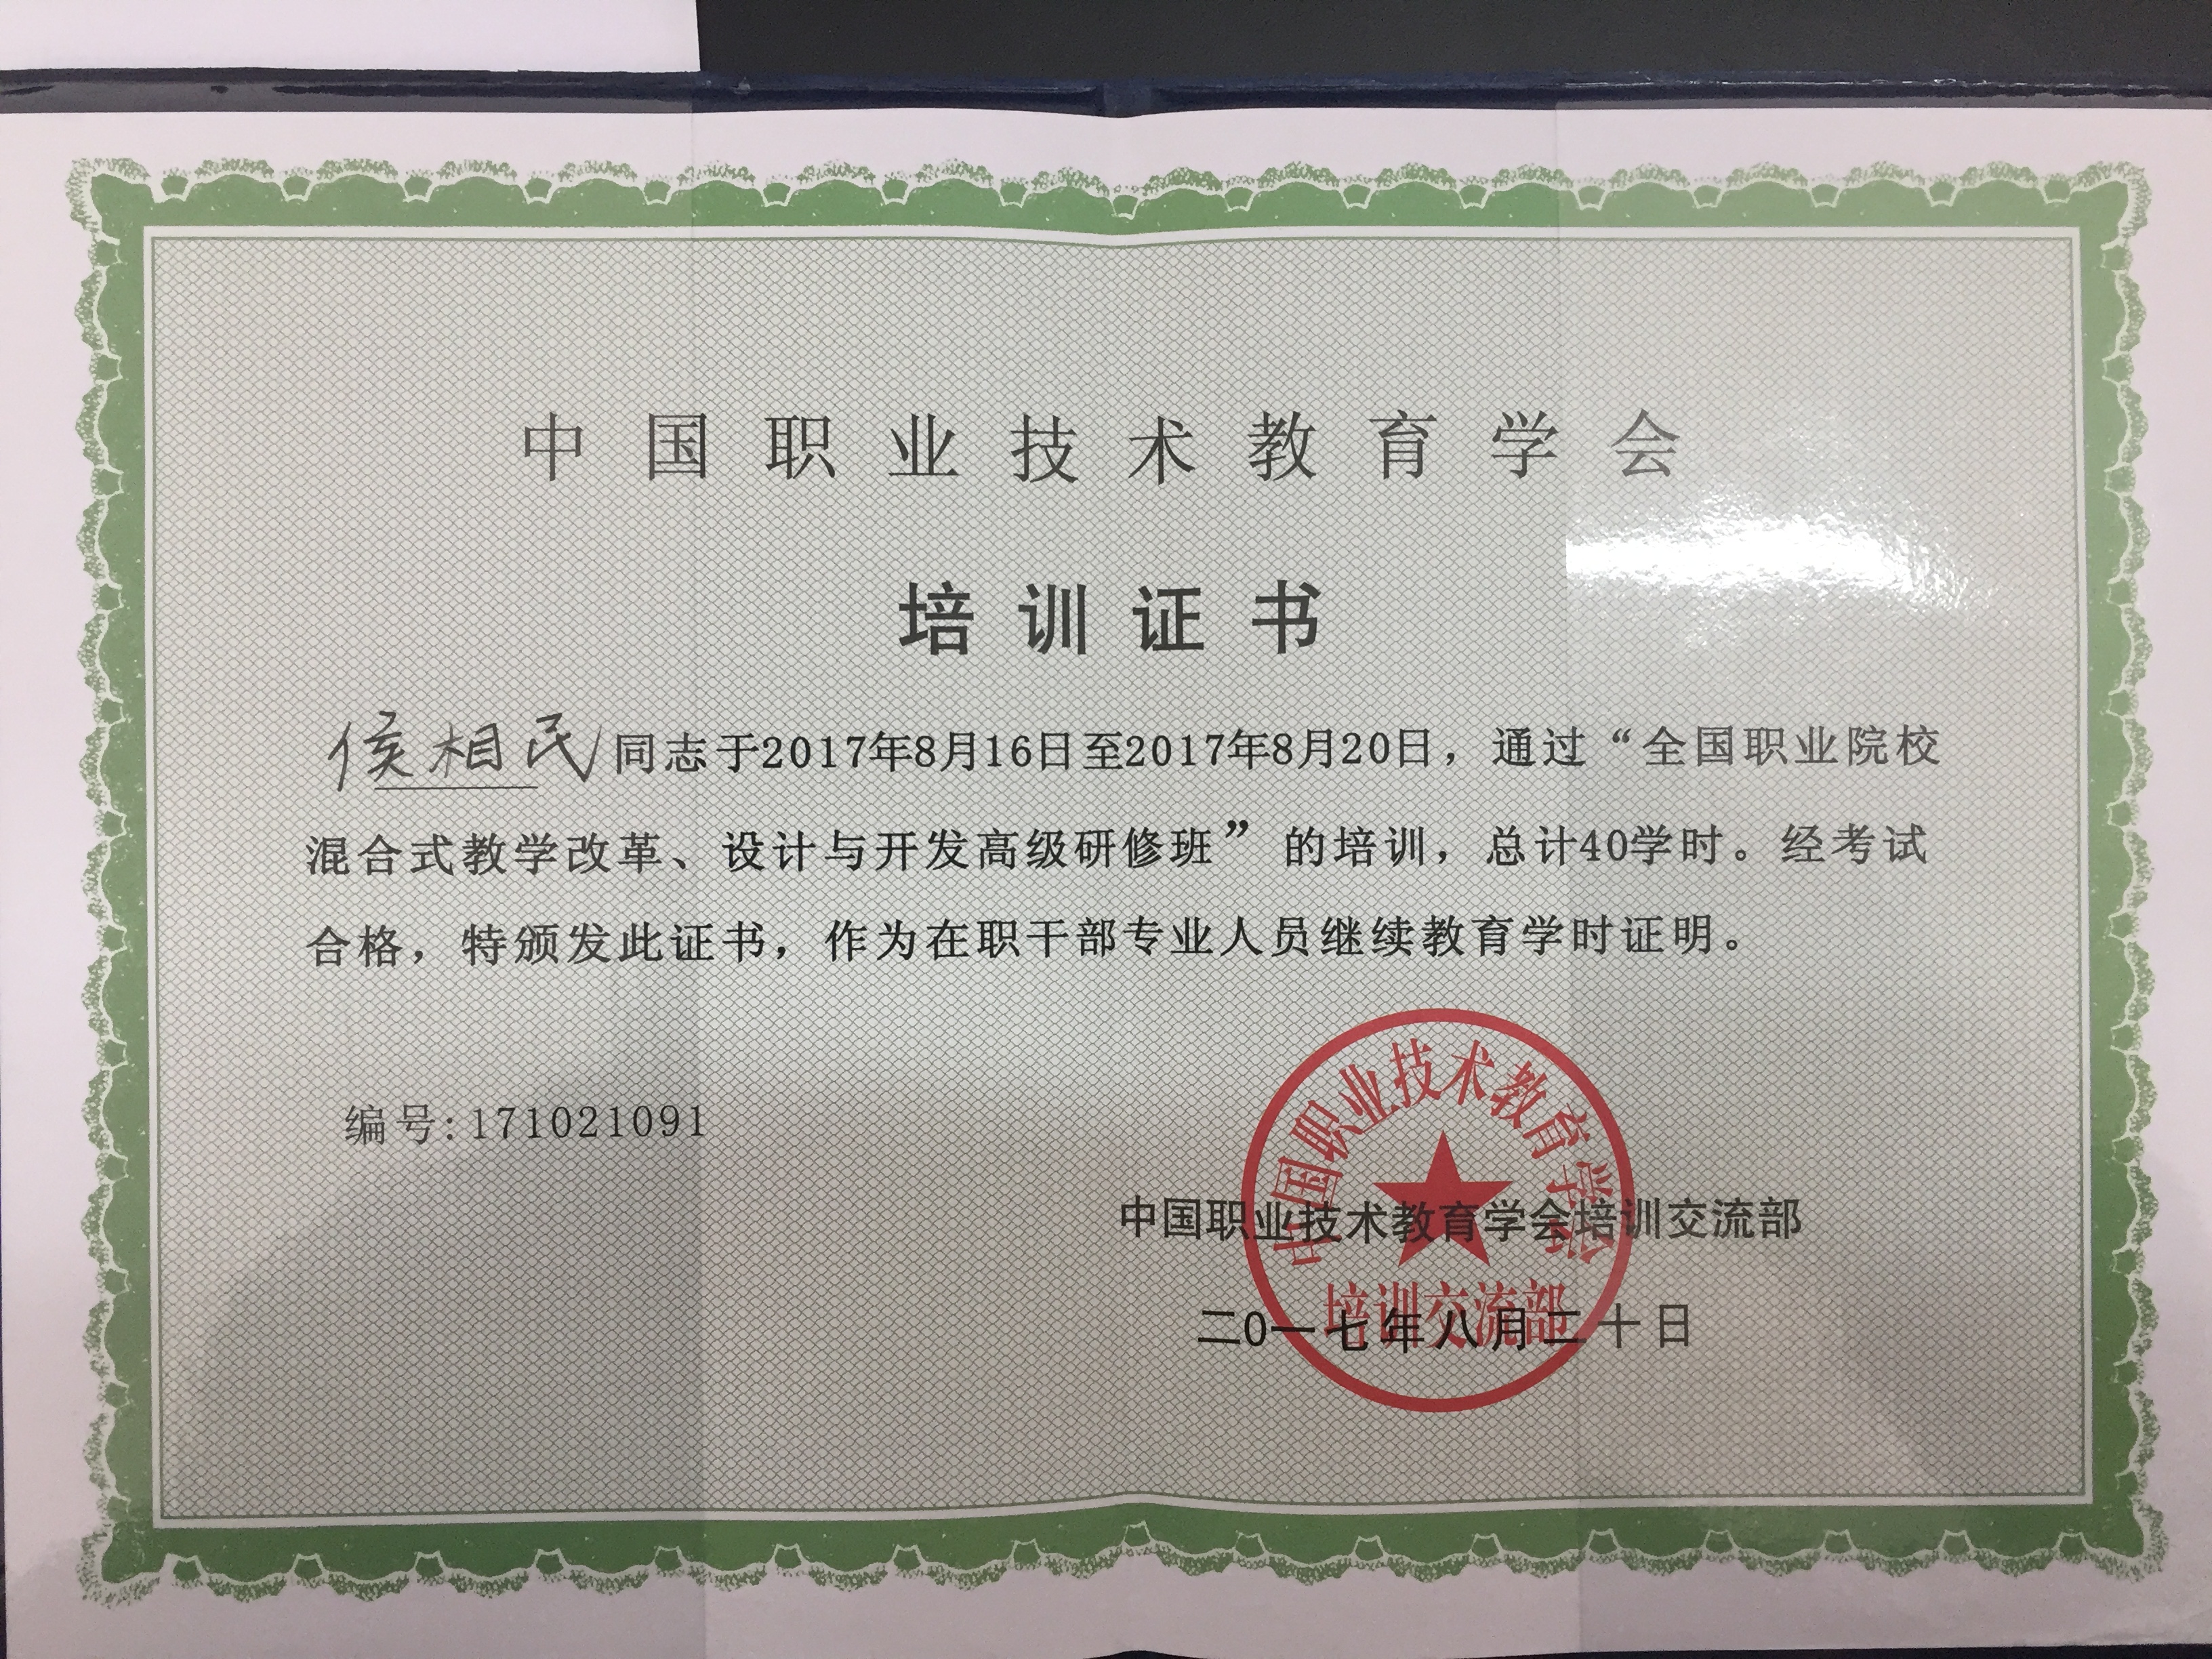 中国职业技术教育学会
培训证书
侯相民同志于2017年8月16日至2017年8月20日，通过“全国职业院校
混合式教学改革、设计与开发高级研修班”的培训，总计40学时。经考试
合格，特颁发此证书，作为在职干部专业人员继续教育学时证明。
编号:171021091
中国职业技术教育学会
中国职业技术教育学会培训交流部
培训交流部
二0一七年八月二十日